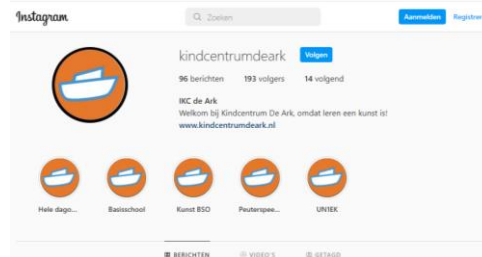 Instagram
Zoeken
Aanmelden Registrer
kindcentrumdeark Volgen
96 berichten 193 volgers 14 volgend
IKC de Ark
Welkom bij Kindcentrum De Ark, omdat leren een kunst is!
www.kindcentrumdeark.nl
Hele dago... Basisschool Kunst BSO Peuterspee... UN1EK
BERICHTEN VIDEO'S GETAGD